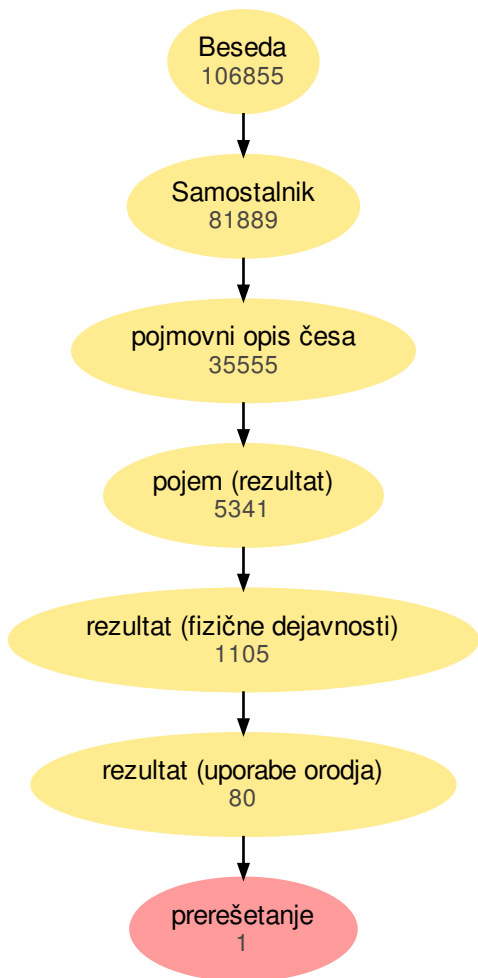 Beseda
106855
Samostalnik
81889
pojmovni opis česa
35555
pojem (rezultat)
5341
rezultat (fizične dejavnosti)
1105
rezultat (uporabe orodja)
80
prerešetanje
1